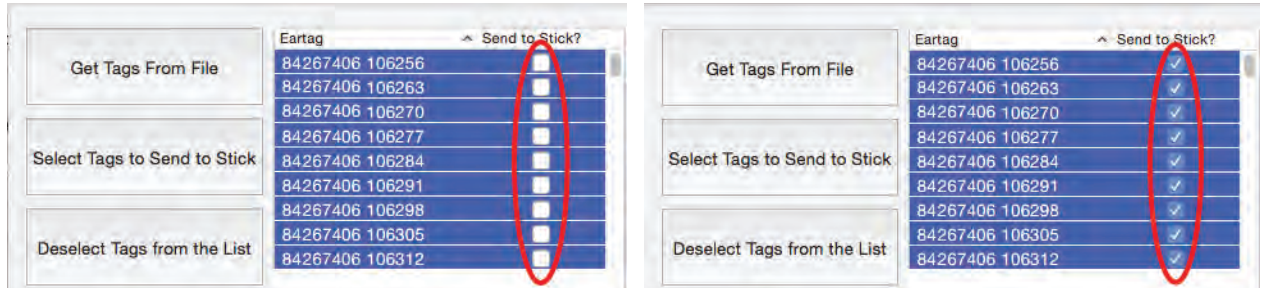 Eartag ^ Send to Stick?
Get Tags From File
Select Tags to Send to Stick
Deselect Tags from the List
84267406 106256
84267406 106263
84267406 106270
84267406 106277
84267406 106284
84267406 106291
84267406 106298
84267406 106305
84267406 106312
Eartag ^ Send to Stick?
Get Tags From File
Select Tags to Send to Stick
Deselect Tags from the List
84267406 106256
84267406 106263
84267406 106270
84267406 106277
84267406 106284
84267406 106291
84267406 106298
84267406 106305
84267406 106312